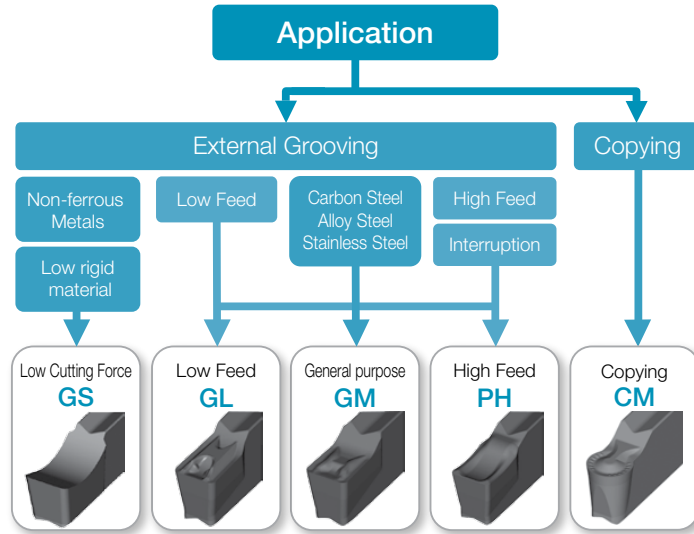 Application
External Grooving
Copying
Non-ferrous
Metals
Low Feed
Carbon Steel
Alloy Steel
Stainless Steel
High Feed
Low rigid
material
Interruption
Low Cutting Force
GS
Low Feed
GL
General purpose
GM
High Feed
PH
Copying
CM